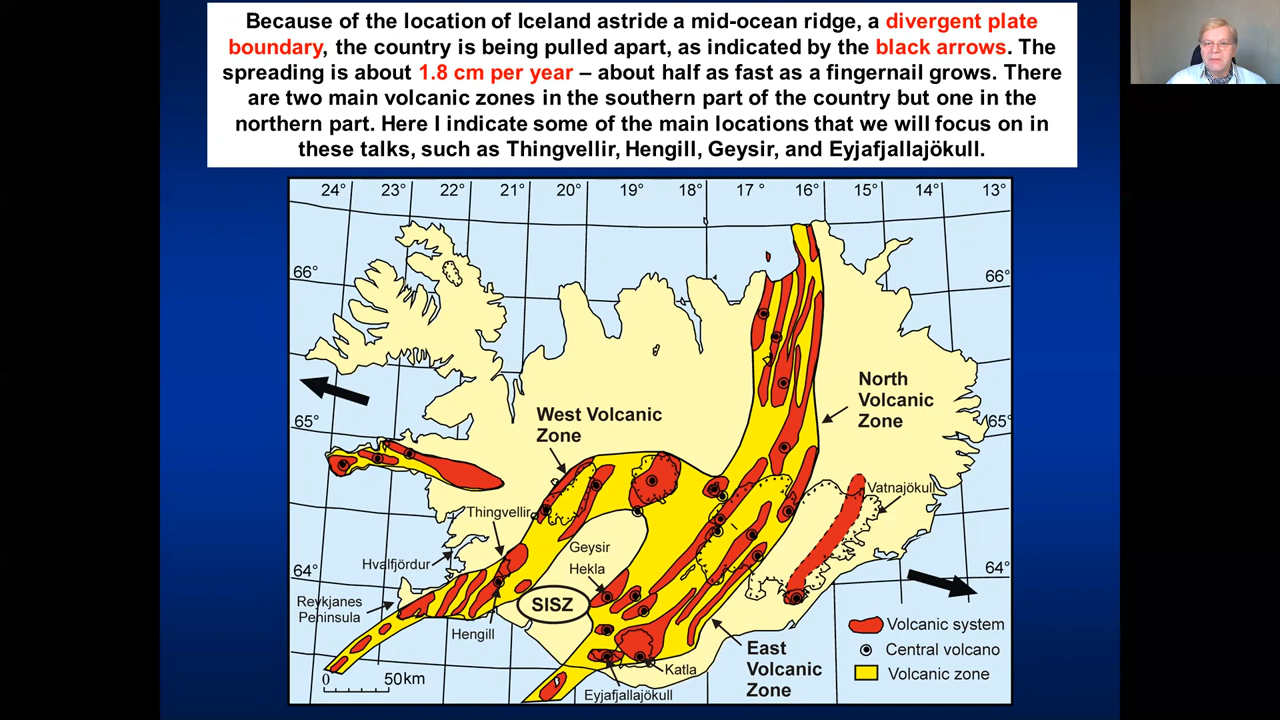 Because of the location of Iceland astride a mid-ocean ridge, a divergent plate
boundary, the country is being pulled apart, as indicated by the black arrows. The
spreading is about 1.8 cm per year – about half as fast as a fingernail grows. There
are two main volcanic zones in the southern part of the country but one in the
northern part. Here I indicate some of the main locations that we will focus on in
these talks, such as Thingvellir, Hengill, Geysir, and Eyjafjallajökull.
24° 23° 22° 21° 20° 19° 18° 17 ° 16° 15° 14° 13°
66° 66°
North
Volcanic
Zone
West Volcanic
Zone
65° 65°
Vatnajökull
Thingvellir
Geysir
Hvalfjördur
Hekla
64° 64°
Reykjanes
Peninsula
SISZ
Hengill
Volcanic system
Central volcano
Volcanic zone
East
Volcanic
Zone
Katla
0 50km
Eyjafjallajökull